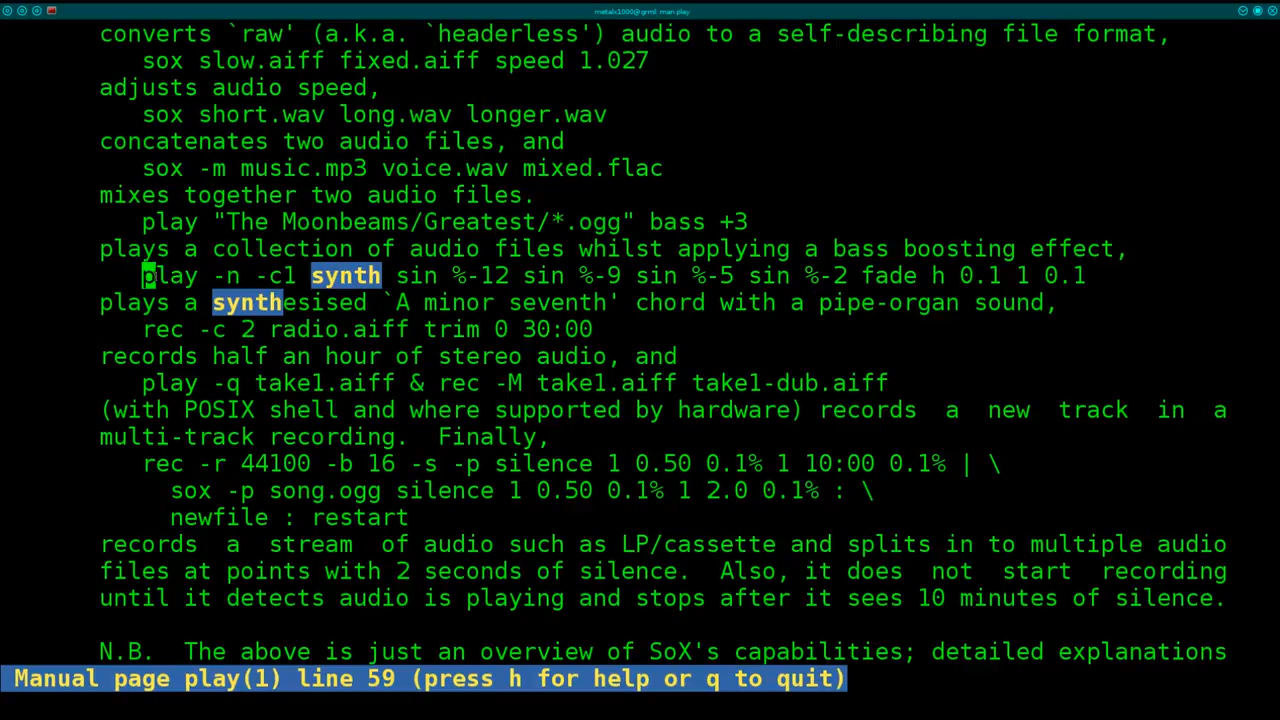 metalx1000@grml: man play
converts `raw' (a.k.a. `headerless') audio to a self-describing file format,
sox slow.aiff fixed.aiff speed 1.027
adjusts audio speed,
sox short.wav long.wav longer.wav
concatenates two audio files, and
sox -m music.mp3 voice.wav mixed.flac
mixes together two audio files.
play "The Moonbeams/Greatest/*.ogg" bass +3
plays a collection of audio files whilst applying a bass boosting effect,
play -n -c1 synth sin %-12 sin %-9 sin %-5 sin %-2 fade h 0.1 1 0.1
plays a synthesised `A minor seventh' chord with a pipe-organ sound,
rec -c 2 radio.aiff trim 0 30:00
records half an hour of stereo audio, and
play -q take1.aiff & rec -M take1.aiff take1-dub.aiff
(with POSIX shell and where supported by hardware) records a new track in a
multi-track recording. Finally,
rec -r 44100 -b 16 -s -p silence 1 0.50 0.1% 1 10:00 0.1% | \
sox -p song.ogg silence 1 0.50 0.1% 1 2.0 0.1% : \
newfile : restart
records a stream of audio such as LP/cassette and splits in to multiple audio
files at points with 2 seconds of silence. Also, it does not start recording
until it detects audio is playing and stops after it sees 10 minutes of silence.
N.B. The above is just an overview of SoX's capabilities; detailed explanations
Manual page play(1) line 59 (press h for help or q to quit)